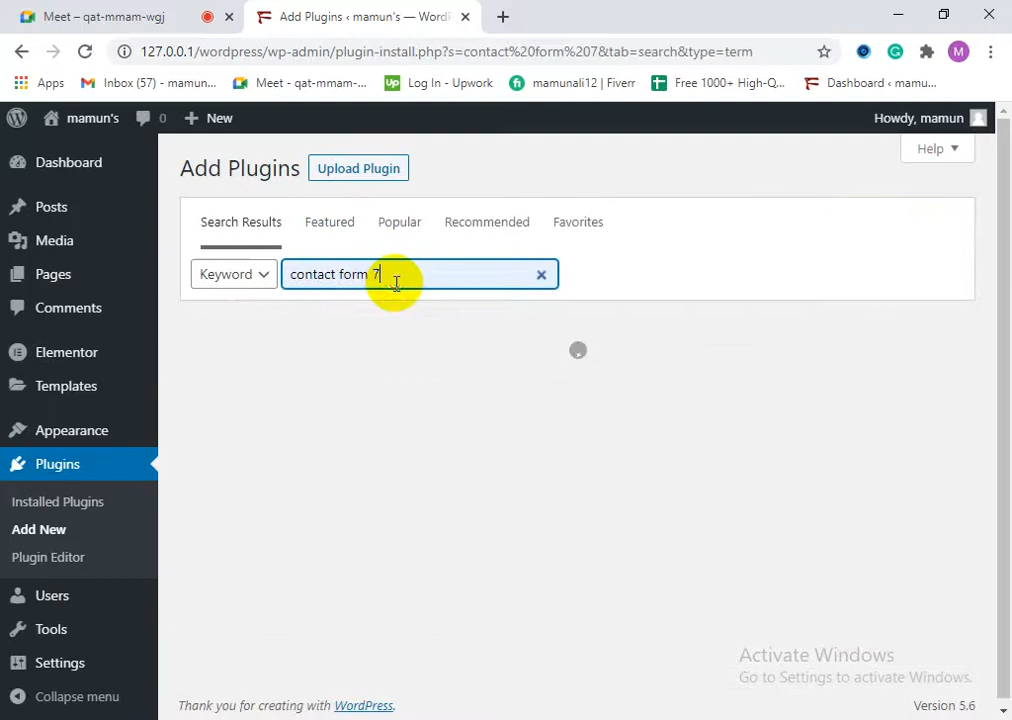 Meet – qat-mmam-wgj
Add Plugins ‹ mamun's — WordP
127.0.0.1/wordpress/wp-admin/plugin-install.php?s=contact%20form%207&tab=search&type=term
M
Apps
Inbox (57) - mamun...
Meet – qat-mmam-...
Up
Log In - Upwork
fi
mamunali12 | Fiverr
Free 1000+ High-Q...
Dashboard ‹ mamu...
mamun's
0
New
Howdy, mamun
Help
Dashboard
Posts
Media
Pages
Comments
Elementor
Templates
Appearance
Plugins
Installed Plugins
Add New
Plugin Editor
Users
Tools
Settings
Collapse menu
Add Plugins
Upload Plugin
Search Results
Featured
Popular
Recommended
Favorites
Keyword
contact form 7
Activate Windows
Go to Settings to activate Windows.
Thank you for creating with WordPress.
Version 5.6